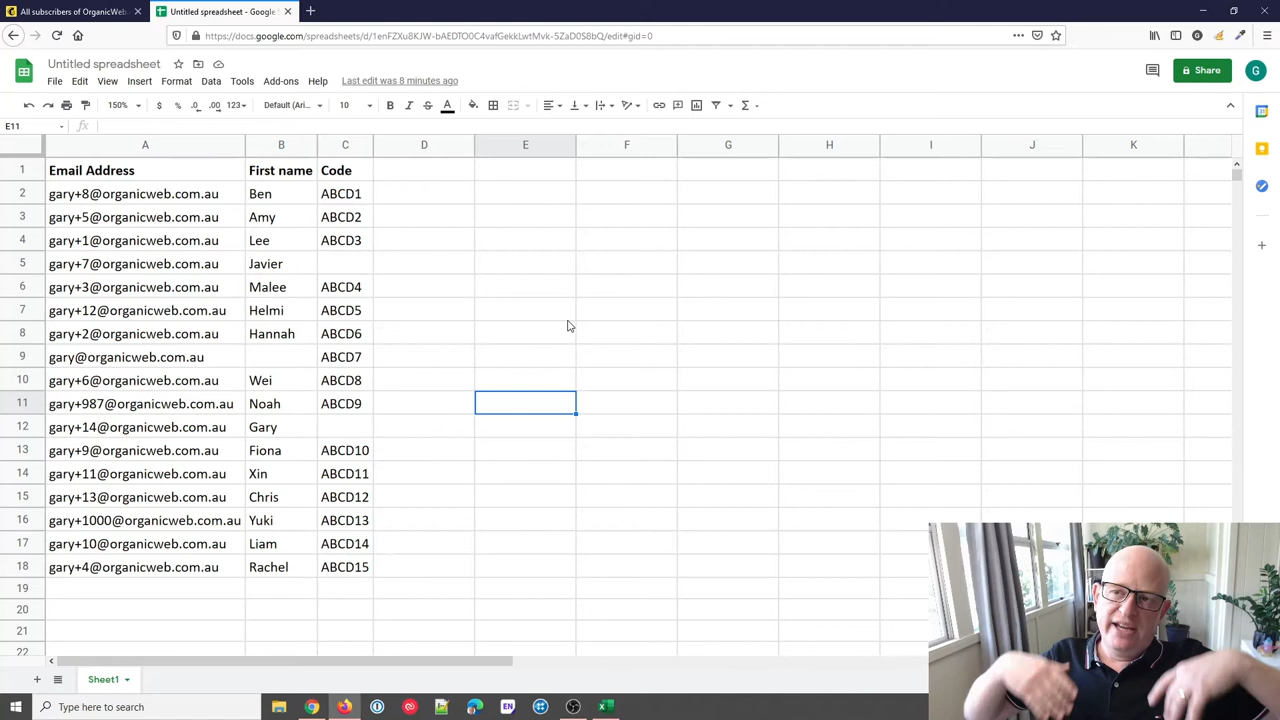 All subscribers of OrganicWeb.
Untitled spreadsheet - Google
https://docs.google.com/spreadsheets/d/1enFZXu8KJW-bAEDTO0C4vafGekkLwtMvk-5ZaD0S8bQ/edit#gid=0
Untitled spreadsheet
File Edit View Insert Format Data Tools Add-ons Help Last edit was 8 minutes ago
Share
G
150% $ % .0 .00 123 Default (Ari... 10 B I S A Σ
E11 fx
A B C D E F G H I J K
1 Email Address First name Code
2 gary+8@organicweb.com.au Ben ABCD1
3 gary+5@organicweb.com.au Amy ABCD2
4 gary+1@organicweb.com.au Lee ABCD3
5 gary+7@organicweb.com.au Javier
6 gary+3@organicweb.com.au Malee ABCD4
7 gary+12@organicweb.com.au Helmi ABCD5
8 gary+2@organicweb.com.au Hannah ABCD6
9 gary@organicweb.com.au ABCD7
10 gary+6@organicweb.com.au Wei ABCD8
11 gary+987@organicweb.com.au Noah ABCD9
12 gary+14@organicweb.com.au Gary
13 gary+9@organicweb.com.au Fiona ABCD10
14 gary+11@organicweb.com.au Xin ABCD11
15 gary+13@organicweb.com.au Chris ABCD12
16 gary+1000@organicweb.com.au Yuki ABCD13
17 gary+10@organicweb.com.au Liam ABCD14
18 gary+4@organicweb.com.au Rachel ABCD15
19
20
21
22
Sheet1
Type here to search
EN